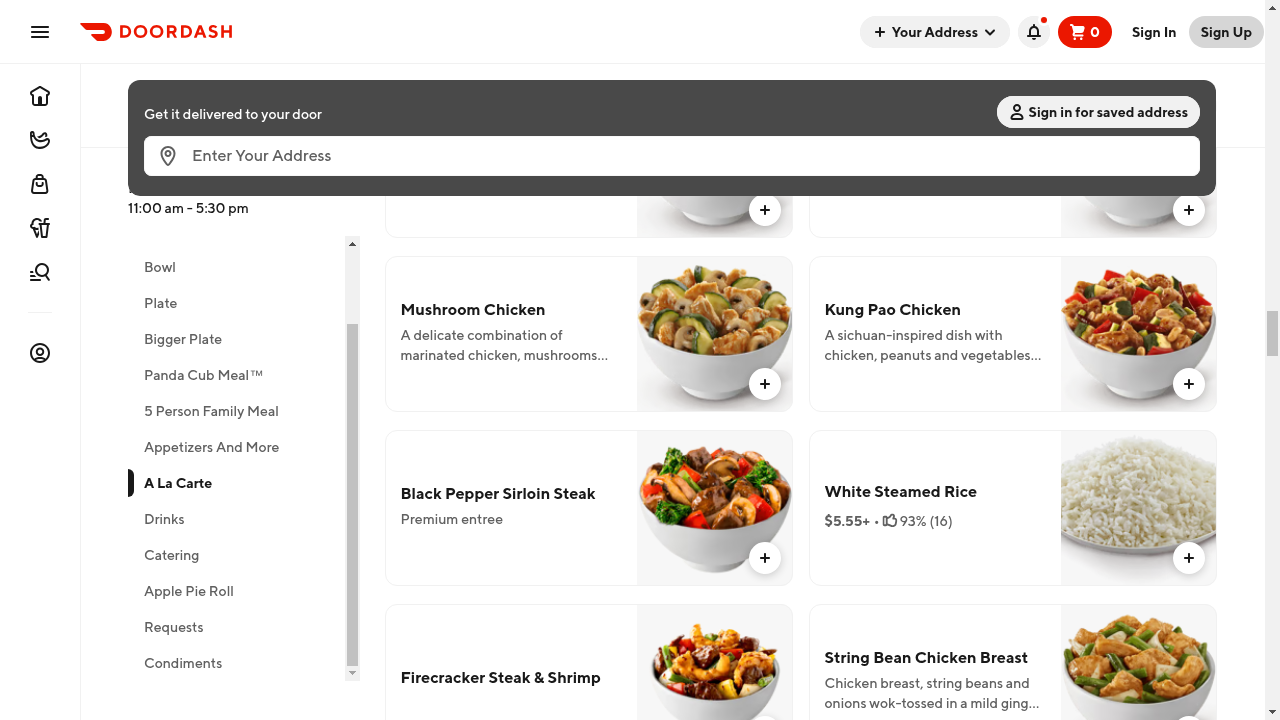 DOORDASH
Your Address
0
Sign In
Sign Up
Get it delivered to your door
Sign in for saved address
Enter Your Address
11:00 am - 5:30 pm
Bowl
Plate
Bigger Plate
Panda Cub Meal™
5 Person Family Meal
Appetizers And More
A La Carte
Drinks
Catering
Apple Pie Roll
Requests
Condiments
Mushroom Chicken
A delicate combination of
marinated chicken, mushrooms...
Kung Pao Chicken
A sichuan-inspired dish with
chicken, peanuts and vegetables...
Black Pepper Sirloin Steak
Premium entree
White Steamed Rice
$5.55+ • 93% (16)
Firecracker Steak & Shrimp
String Bean Chicken Breast
Chicken breast, string beans and
onions wok-tossed in a mild ging...